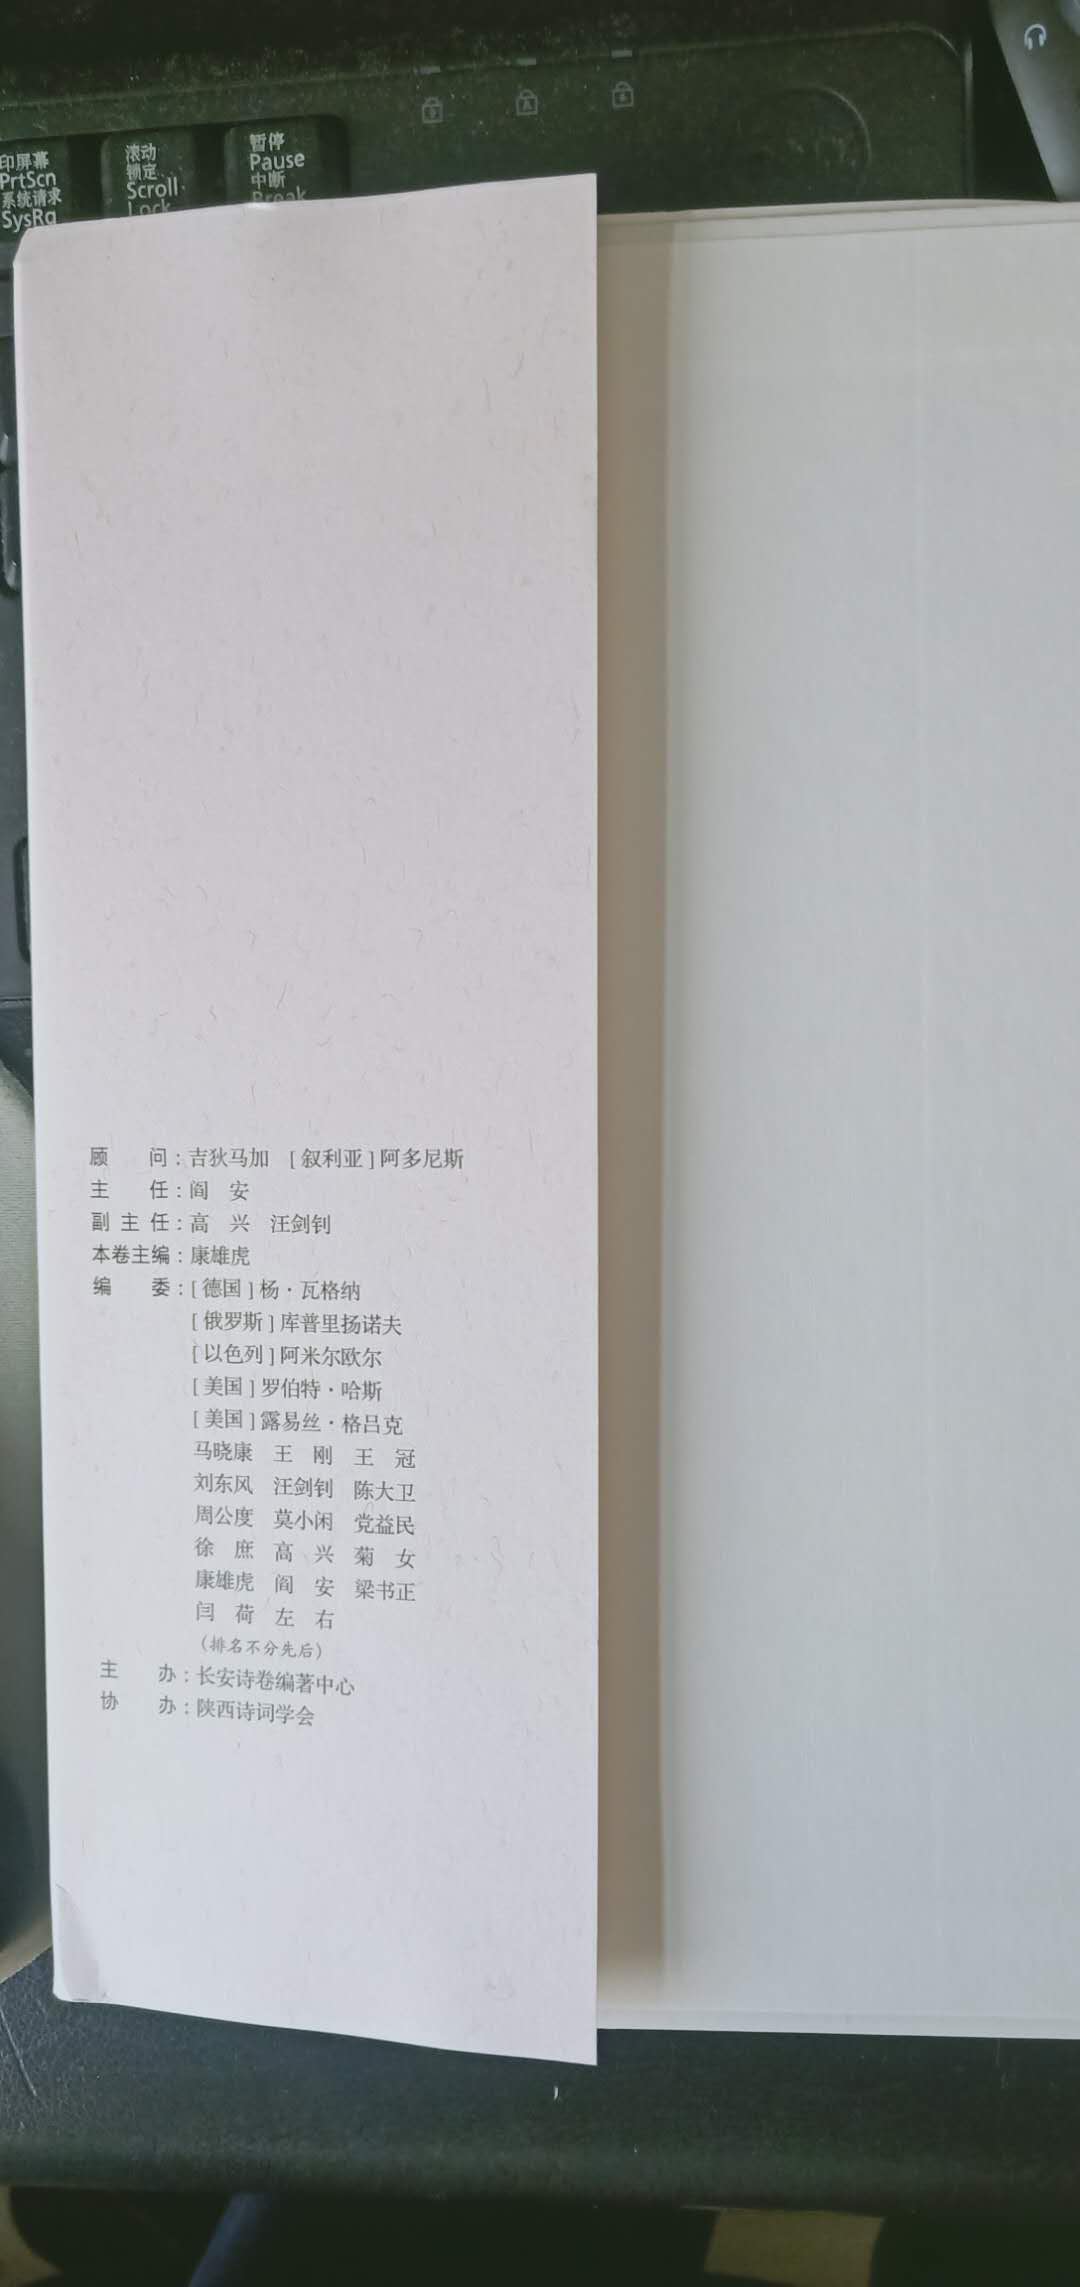 印屏幕
PrtScn
系统请求
SysRq
滚动
锁定
Scroll
Lock
暂停
Pause
中断
Break
顾 问：吉狄马加 [叙利亚]阿多尼斯
主 任：阎 安
副 主 任：高 兴 汪剑钊
本卷主编：康雄虎
编 委：[德国]杨·瓦格纳
[俄罗斯]库普里扬诺夫
[以色列]阿米尔欧尔
[美国]罗伯特·哈斯
[美国]露易丝·格吕克
马晓康 王 刚 王 冠
刘东风 汪剑钊 陈大卫
周公度 莫小闲 党益民
徐 庶 高 兴 菊 女
康雄虎 阎 安 梁书正
闫 荷 左 右
（排名不分先后）
主 办：长安诗卷编著中心
协 办：陕西诗词学会